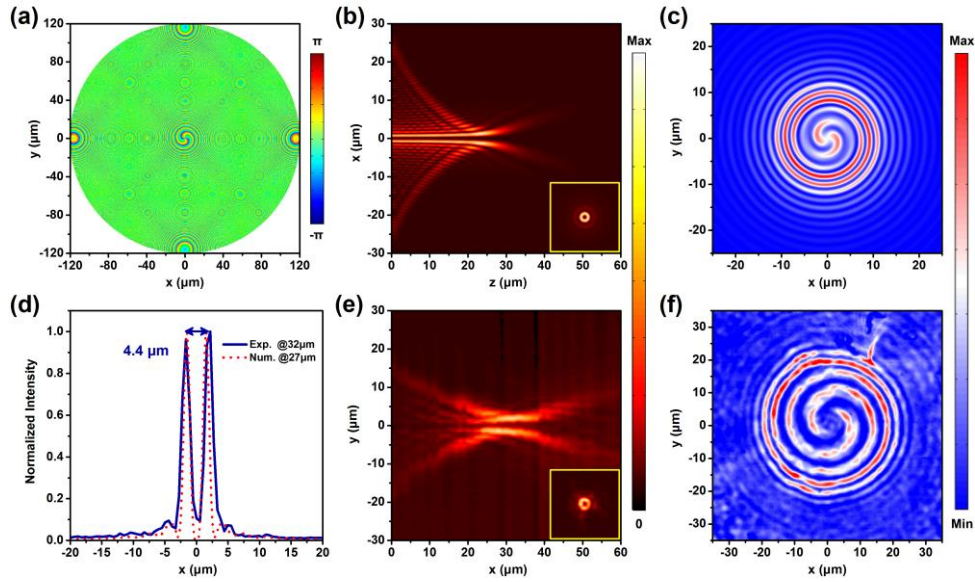 (a)
120
80
40
0
-40
-80
-120
y (μm)
-120 -80 -40 0 40 80 120
x (μm)
π
-π
(b)
30
20
10
0
-10
-20
-30
x (μm)
0 10 20 30 40 50 60
z (μm)
Max
0
(c)
20
10
0
-10
-20
y (μm)
-20 -10 0 10 20
x (μm)
Max
Min
(d)
1.0
0.8
0.6
0.4
0.2
0.0
Normalized Intensity
4.4 μm
Exp. @32μm
Num. @27μm
-20 -15 -10 -5 0 5 10 15 20
x (μm)
(e)
30
20
10
0
-10
-20
-30
y (μm)
0 10 20 30 40 50 60
x (μm)
(f)
30
20
10
0
-10
-20
-30
y (μm)
-30 -20 -10 0 10 20 30
x (μm)